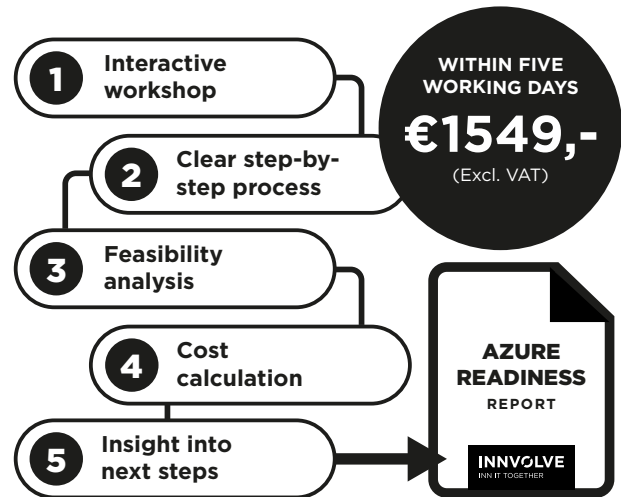 1
Interactive
workshop
WITHIN FIVE
WORKING DAYS
€1549,-
(Excl. VAT)
2
Clear step-by-
step process
3
Feasibility
analysis
4
Cost
calculation
5
Insight into
next steps
AZURE
READINESS
REPORT
INNVOLVE
INN IT TOGETHER